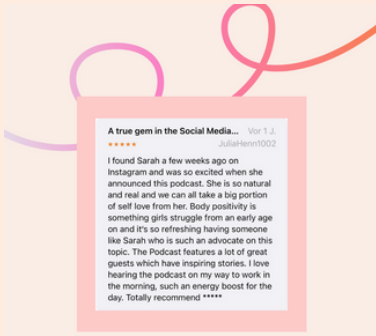 A true gem in the Social Media... Vor 1 J.
★★★★★ JuliaHenn1002
I found Sarah a few weeks ago on
Instagram and was so excited when she
announced this podcast. She is so natural
and real and we can all take a big portion
of self love from her. Body positivity is
something girls struggle from an early age
on and it's so refreshing having someone
like Sarah who is such an advocate on this
topic. The Podcast features a lot of great
guests which have inspiring stories. I love
hearing the podcast on my way to work in
the morning, such an energy boost for the
day. Totally recommend *****